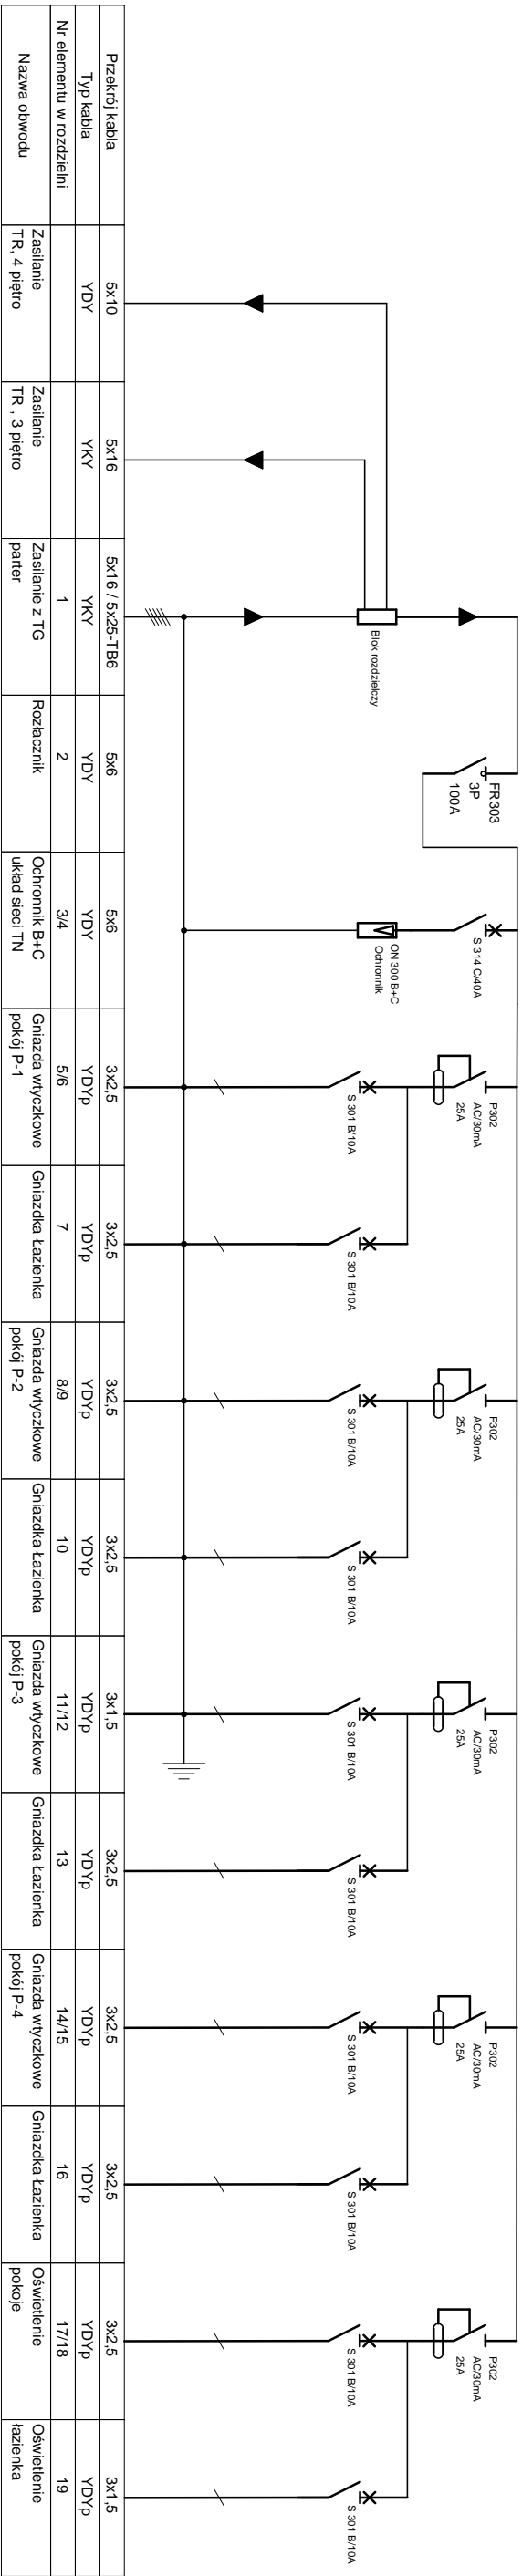 FR303
3P
100A
P302
AC/30mA
25A
P302
AC/30mA
25A
P302
AC/30mA
25A
P302
AC/30mA
25A
P302
AC/30mA
25A
S 314 C/40A
Blok rozdzielczy
ON 300 B+C
Ochronnik
S 301 B/10A
S 301 B/10A
S 301 B/10A
S 301 B/10A
S 301 B/10A
S 301 B/10A
S 301 B/10A
S 301 B/10A
S 301 B/10A
S 301 B/10A
Przekrój kabla 5x10 5x16 5x16 / 5x25-TB6 5x6 5x6 3x2,5 3x2,5 3x2,5 3x2,5 3x1,5 3x2,5 3x2,5 3x2,5 3x2,5 3x1,5
Typ kabla YDY YKY YKY YDY YDY YDYp YDYp YDYp YDYp YDYp YDYp YDYp YDYp YDYp YDYp
Nr elementu w rozdzielni 1 2 3/4 5/6 7 8/9 10 11/12 13 14/15 16 17/18 19
Nazwa obwodu
Zasilanie
TR, 4 piętro
Zasilanie
TR , 3 piętro
Zasilanie z TG
parter
Rozłacznik
Ochronnik B+C
układ sieci TN
Gniazda wtyczkowe
pokój P-1
Gniazdka Łazienka
Gniazda wtyczkowe
pokój P-2
Gniazdka Łazienka
Gniazda wtyczkowe
pokój P-3
Gniazdka Łazienka
Gniazda wtyczkowe
pokój P-4
Gniazdka Łazienka
Oświetlenie
pokoje
Oświetlenie
łazienka